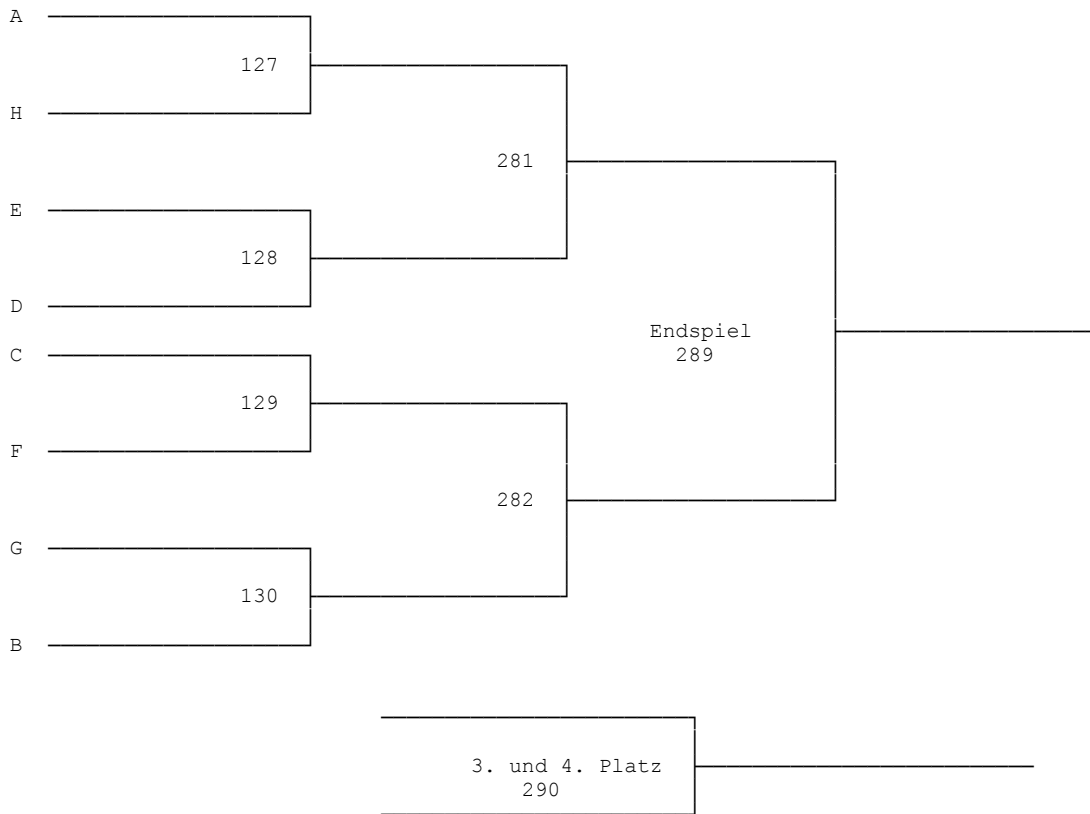 A
127
H
281
E
128
D
Endspiel
C
289
129
F
282
G
130
B
3. und 4. Platz
290